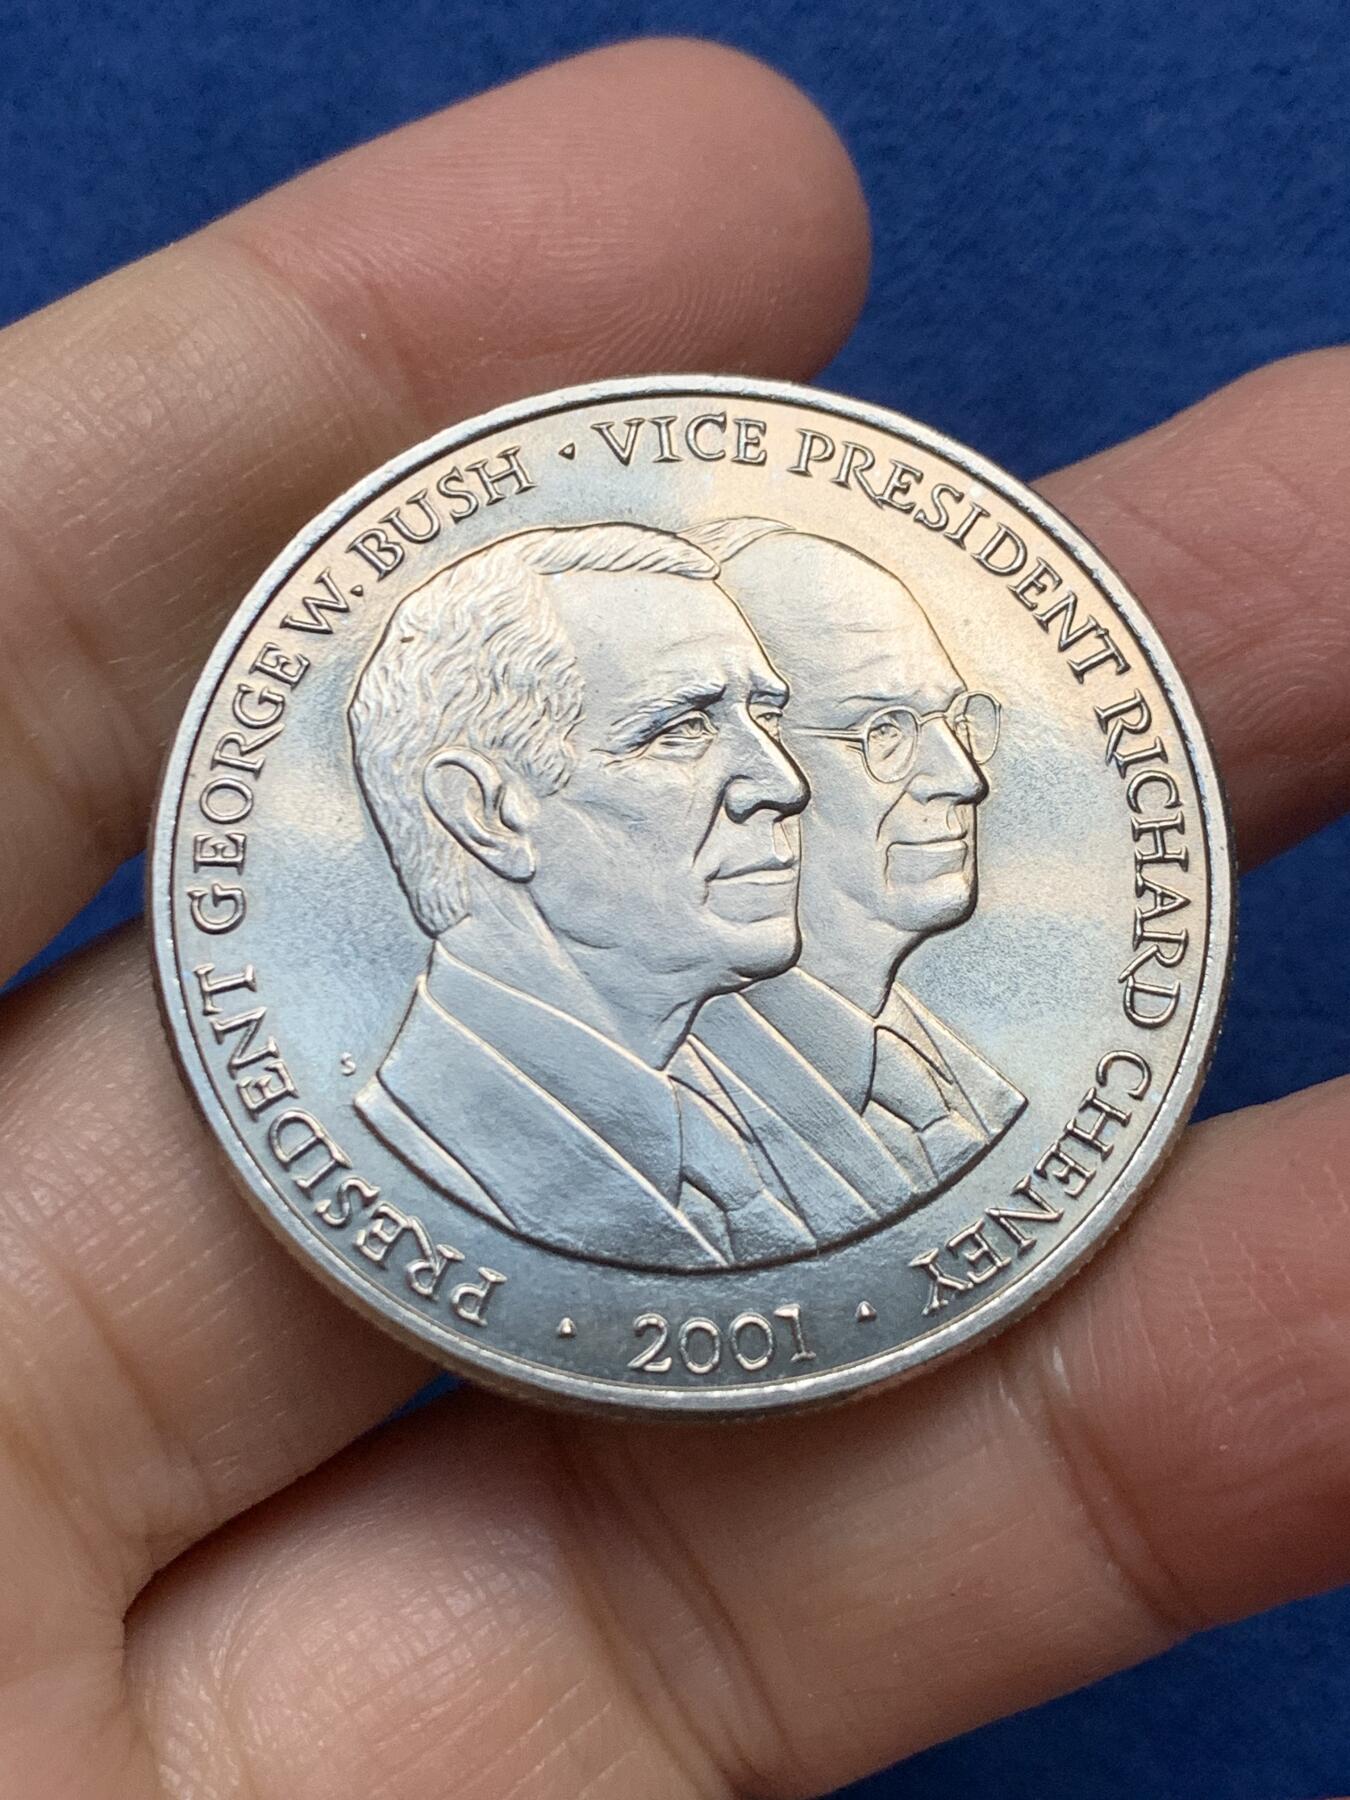 PRESIDENT GEORGE W. BUSH · VICE PRESIDENT RICHARD CHENEY
· 2001 ·
S